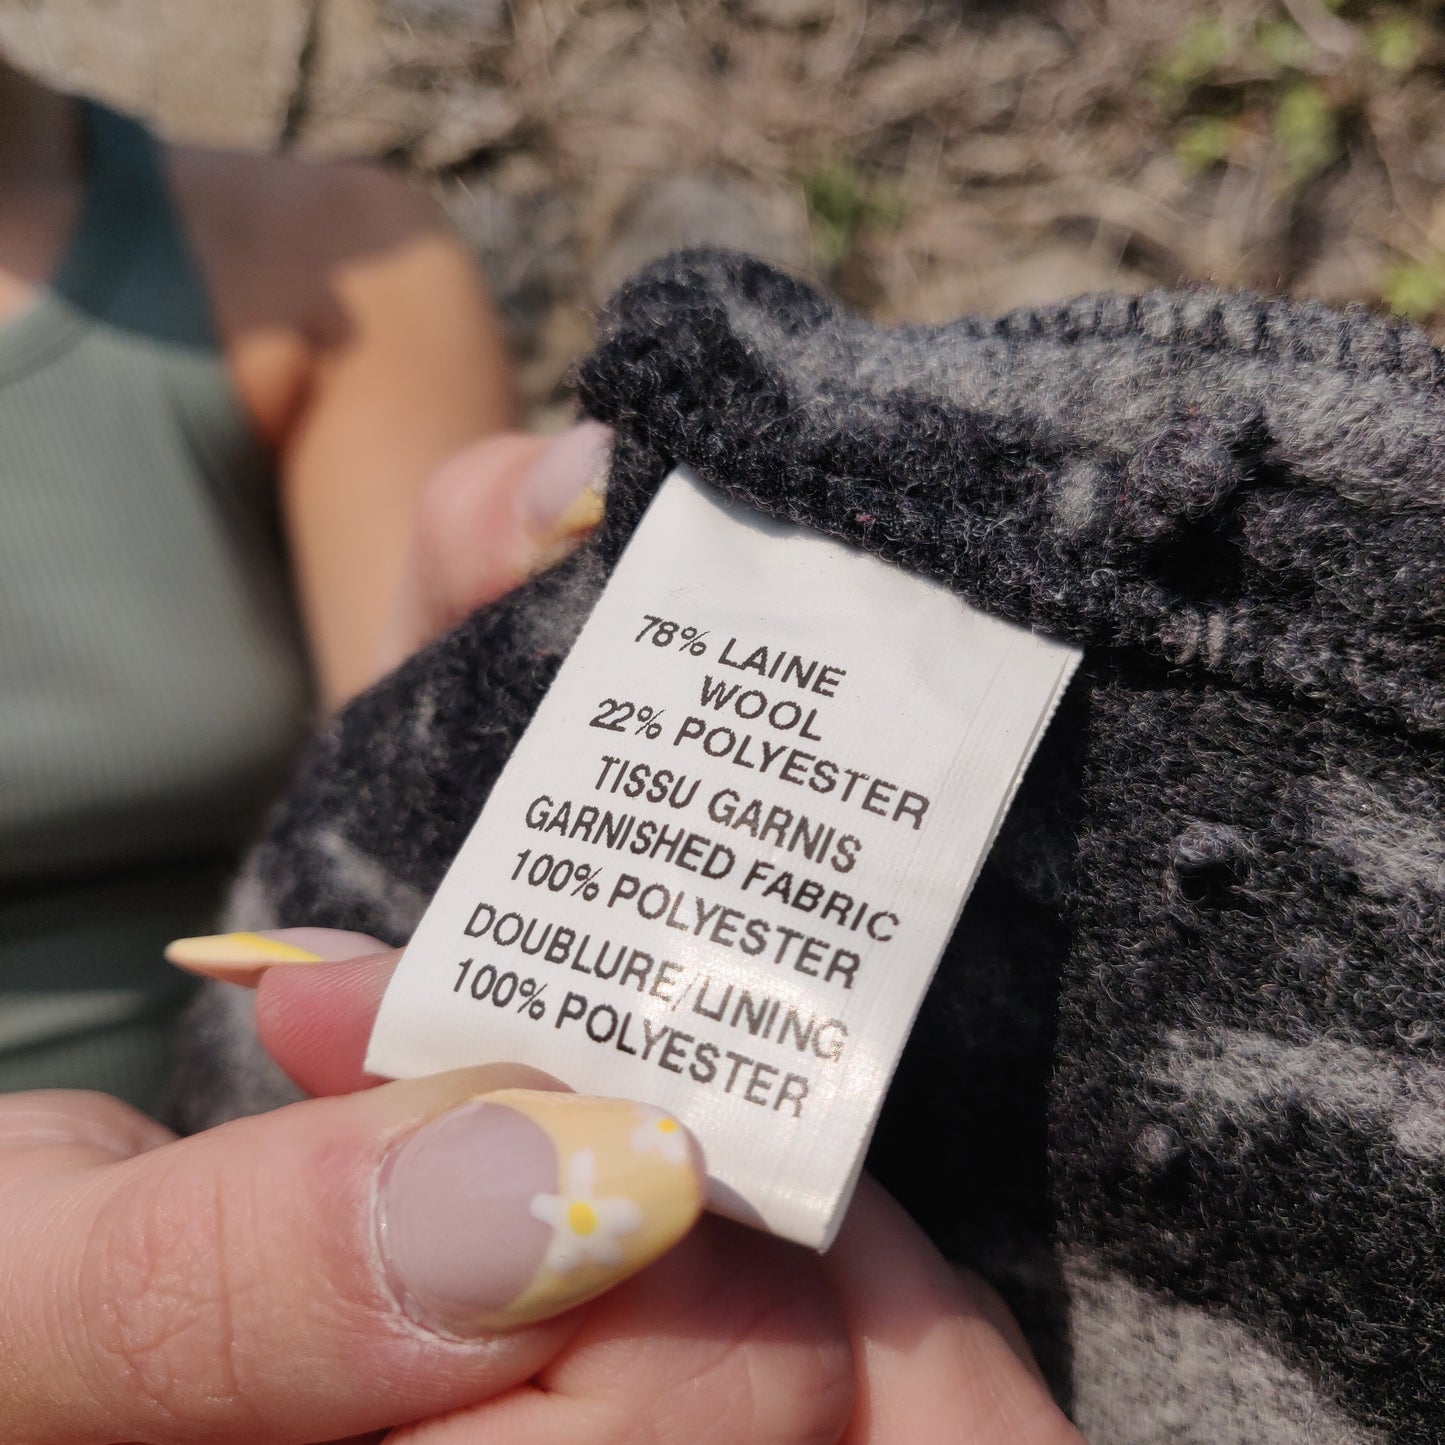 78% LAINE
WOOL
22% POLYESTER
TISSU GARNIS
GARNISHED FABRIC
100% POLYESTER
DOUBLURE/LINING
100% POLYESTER